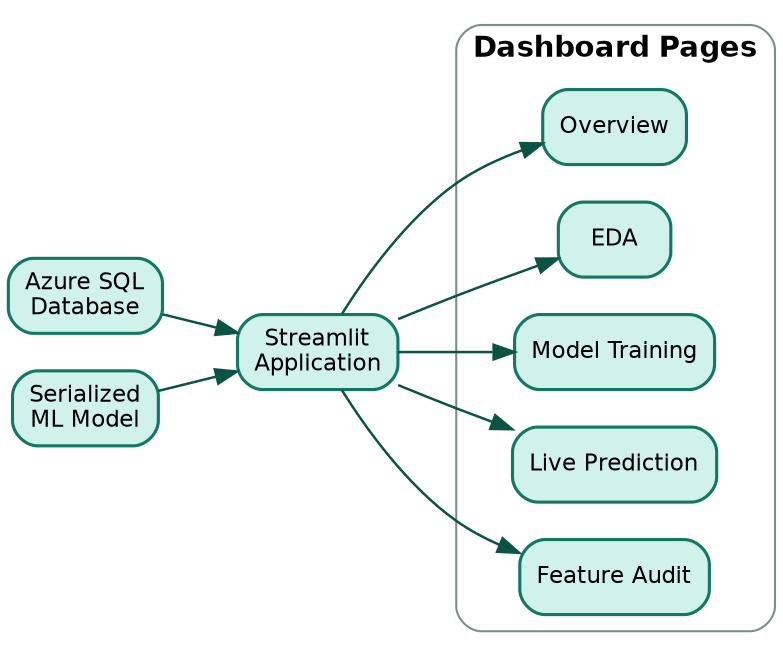 Dashboard Pages
Overview
EDA
Azure SQL
Database
Streamlit
Application
Model Training
Serialized
ML Model
Live Prediction
Feature Audit